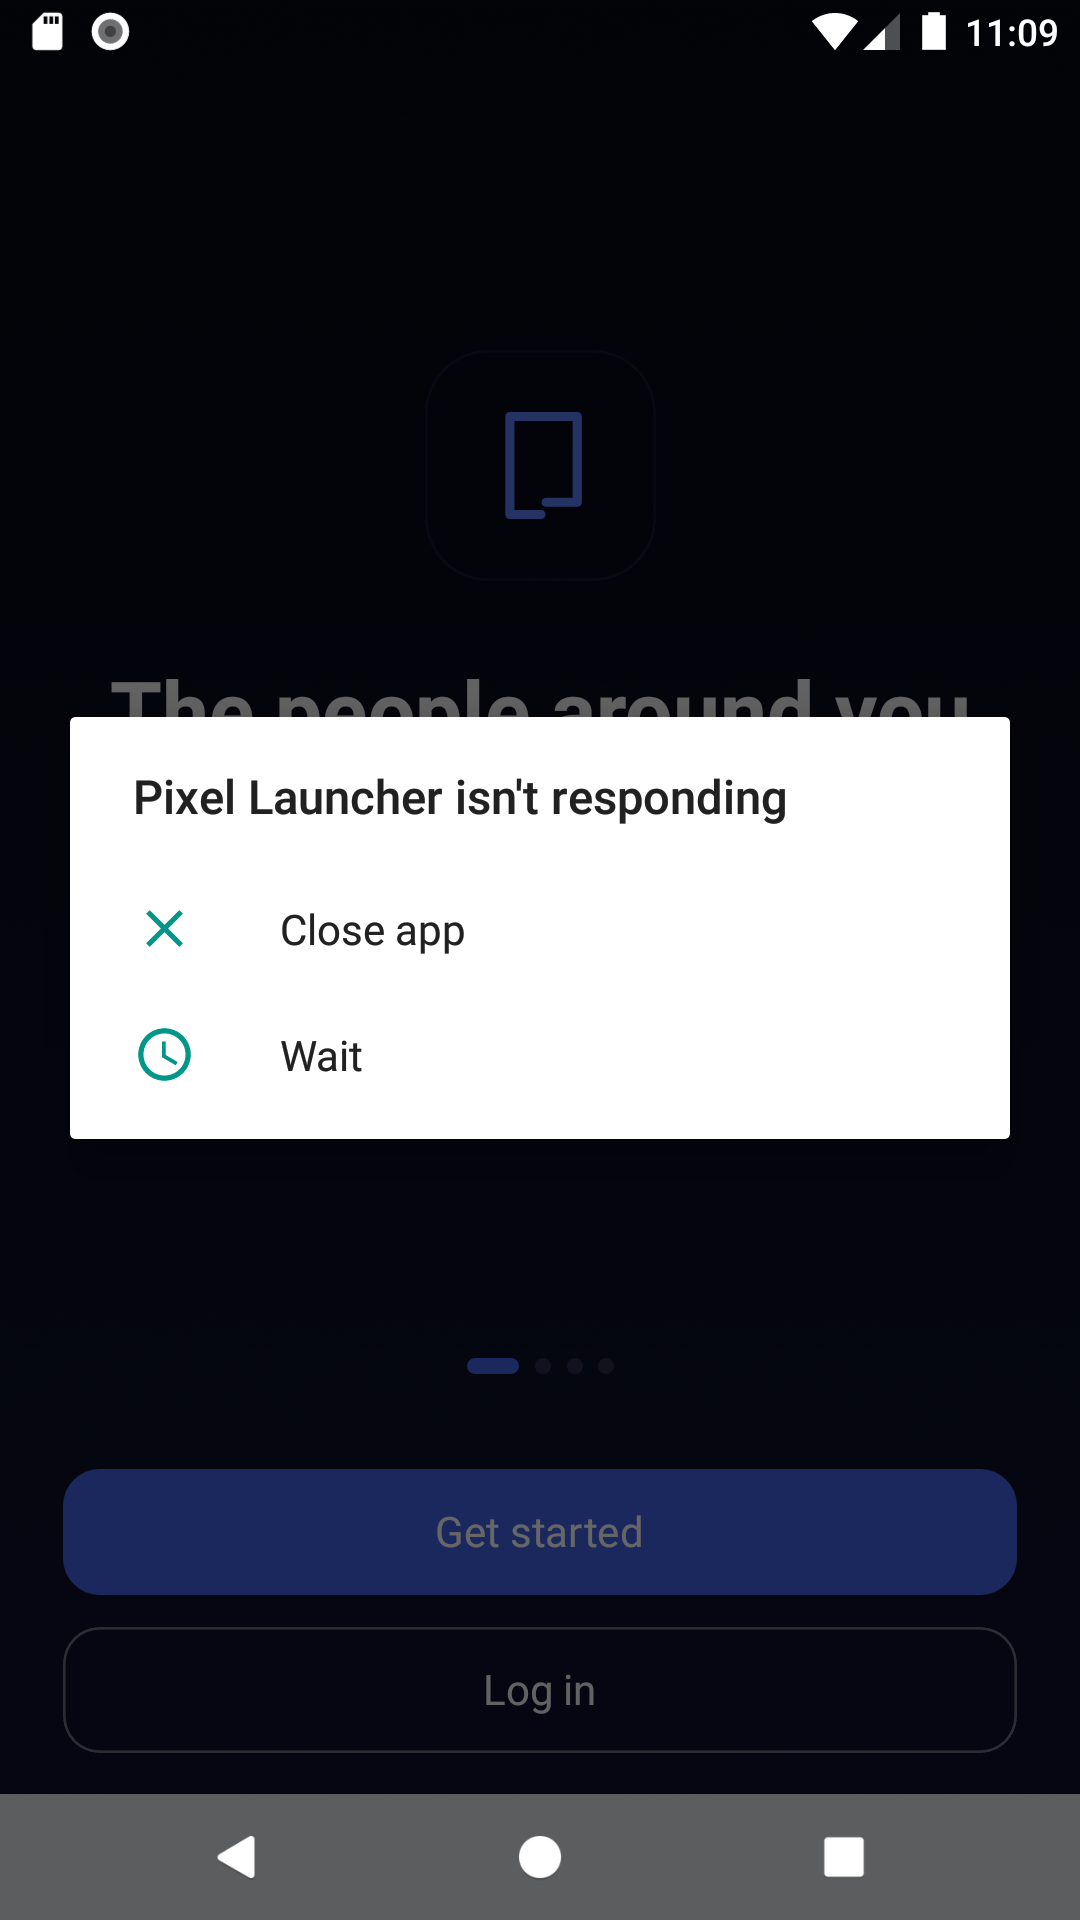 11:09
The people around you
Pixel Launcher isn't responding
Close app
Wait
Get started
Log in